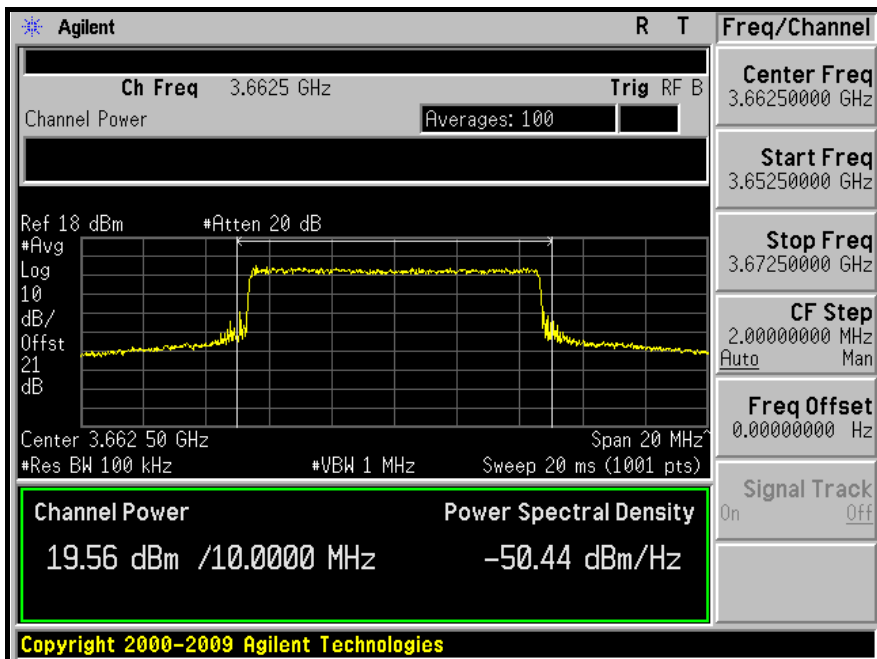 Agilent R T
Ch Freq 3.6625 GHz Trig RF B
Channel Power Averages: 100
Ref 18 dBm #Atten 20 dB
#Avg
Log
10
dB/
Offst
21
dB
Center 3.662 50 GHz Span 20 MHz^
#Res BW 100 kHz #VBW 1 MHz Sweep 20 ms (1001 pts)
Channel Power Power Spectral Density
19.56 dBm /10.0000 MHz -50.44 dBm/Hz
Copyright 2000-2009 Agilent Technologies
Freq/Channel
Center Freq
3.66250000 GHz
Start Freq
3.65250000 GHz
Stop Freq
3.67250000 GHz
CF Step
2.00000000 MHz
Auto Man
Freq Offset
0.00000000 Hz
Signal Track
On Off